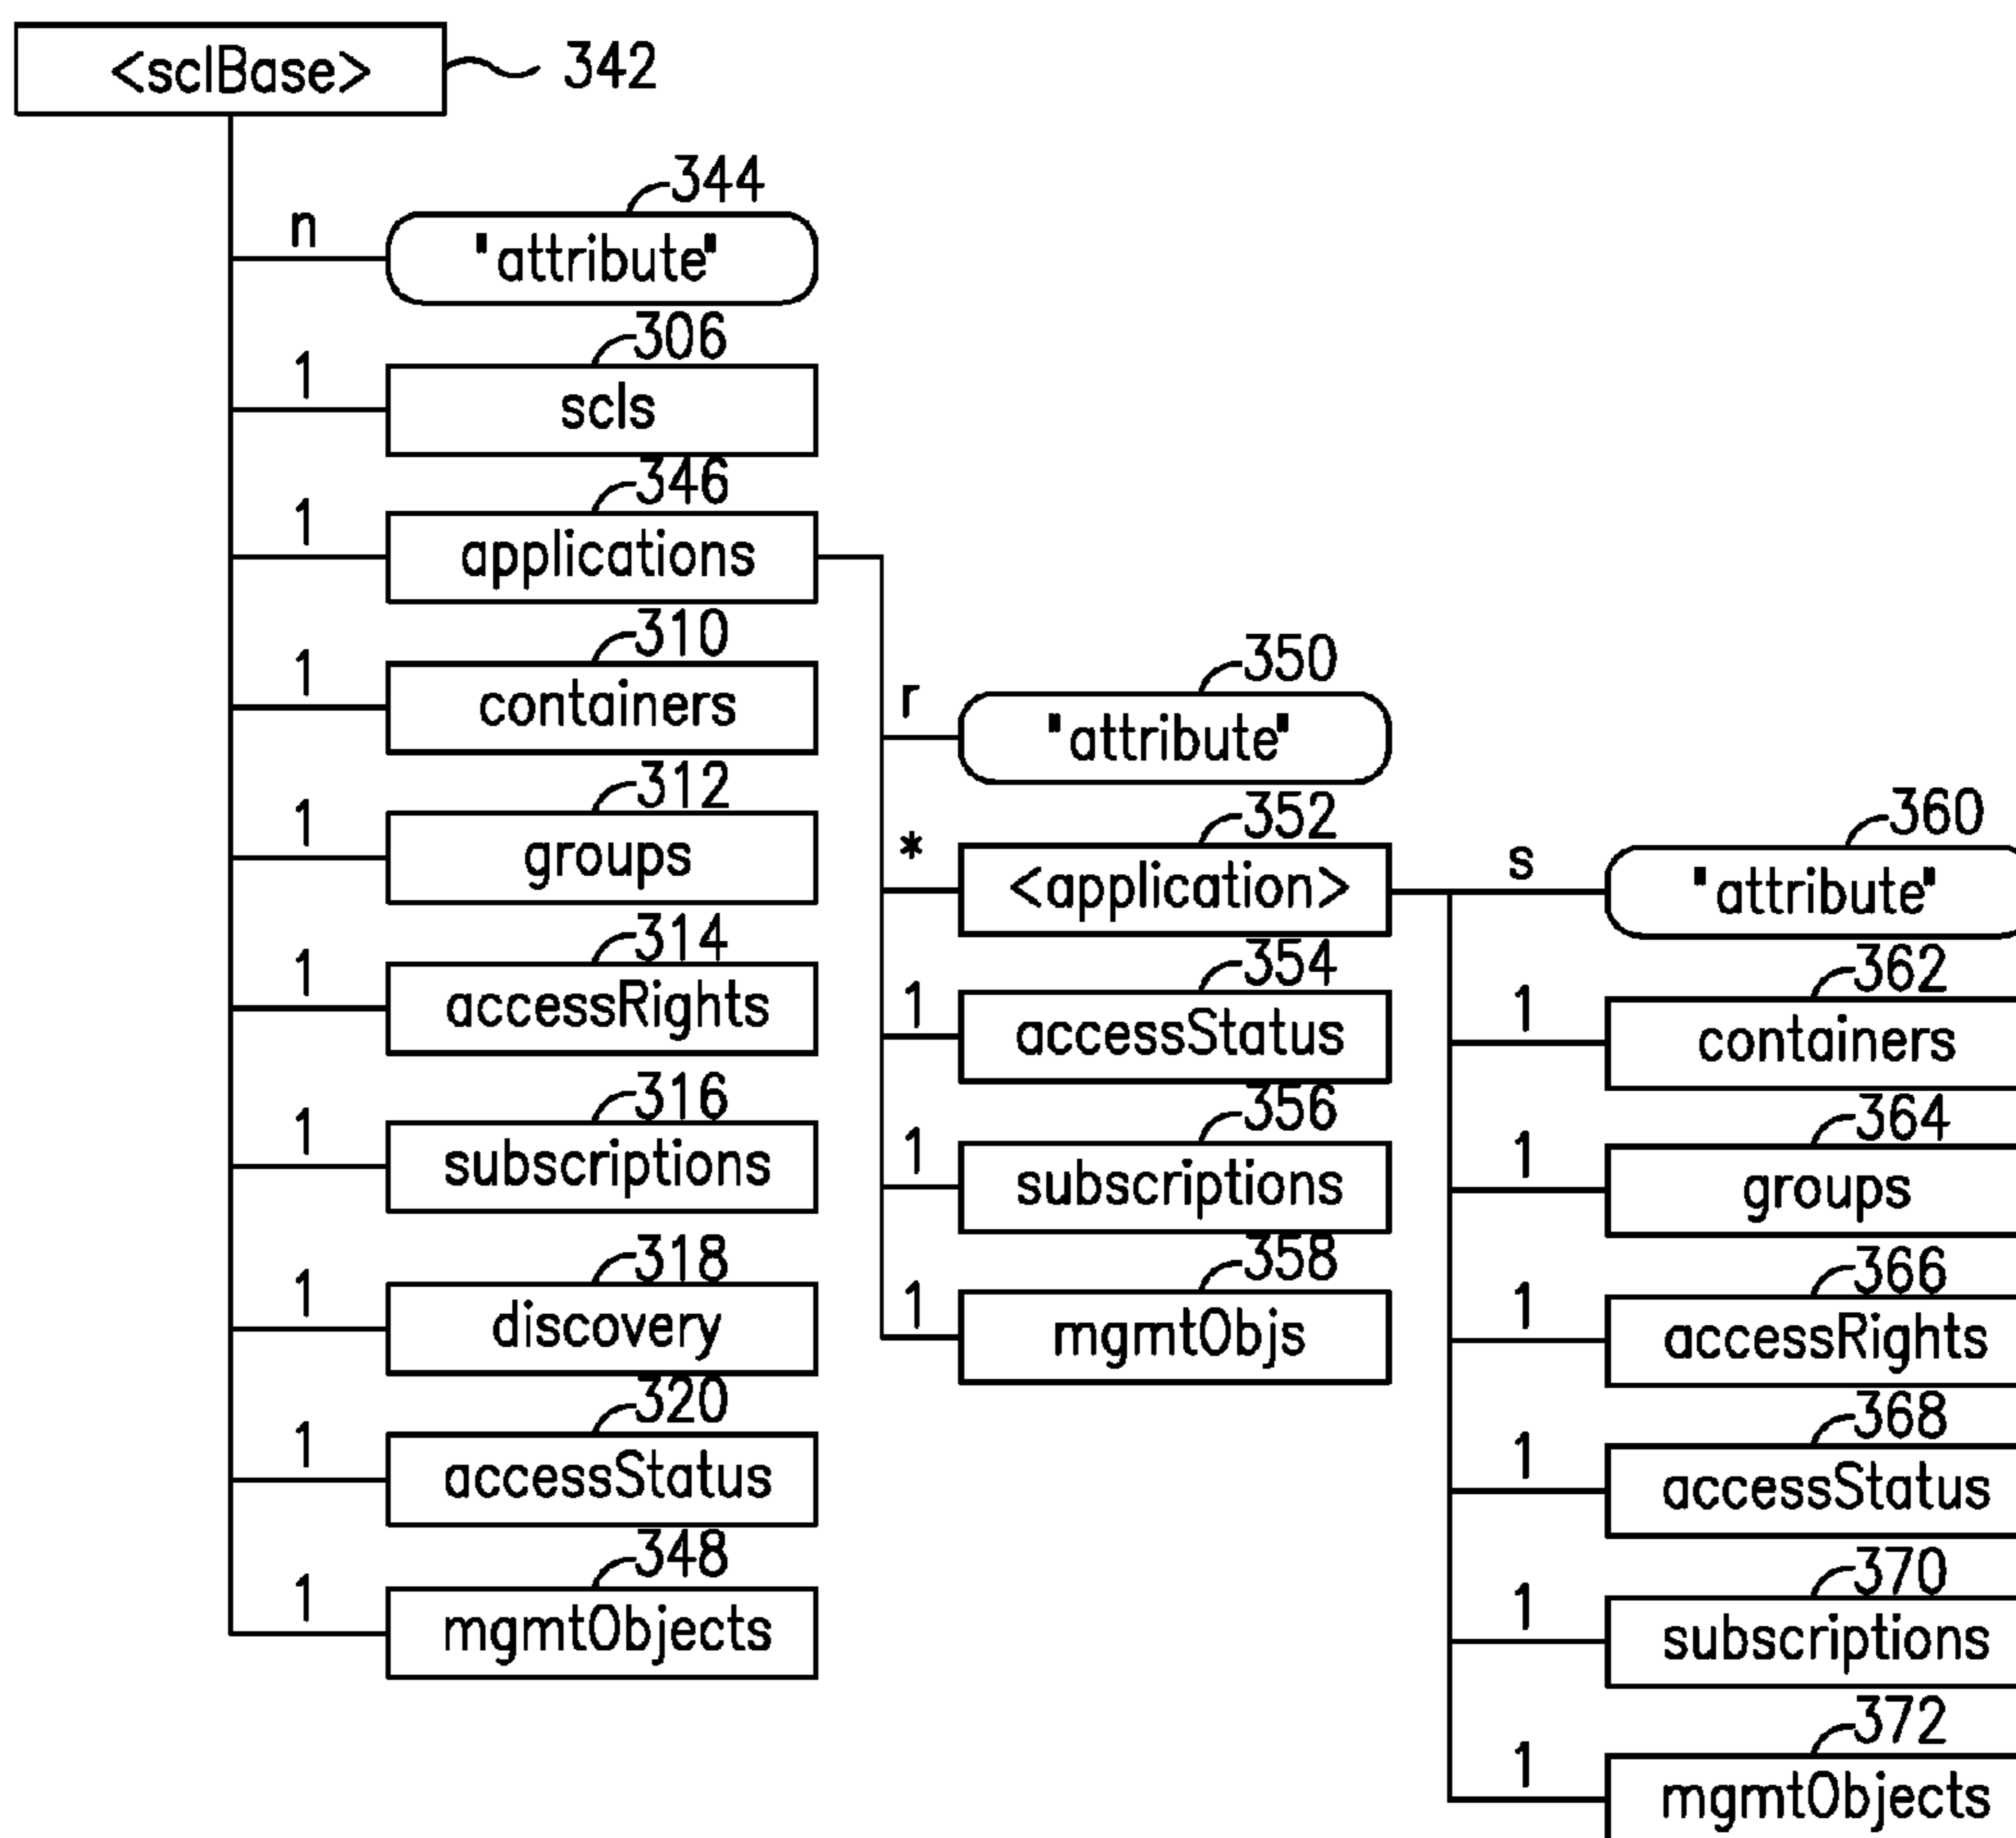 <sclBase> 342
344
n "attribute"
306
1 scls
346
1 applications
310
1 containers
312
1 groups
314
1 accessRights
316
1 subscriptions
318
1 discovery
320
1 accessStatus
348
1 mgmtObjects
350
r "attribute"
352
* <application>
354
1 accessStatus
356
1 subscriptions
358
1 mgmtObjs
360
s "attribute"
362
1 containers
364
1 groups
366
1 accessRights
368
1 accessStatus
370
1 subscriptions
372
1 mgmtObjects